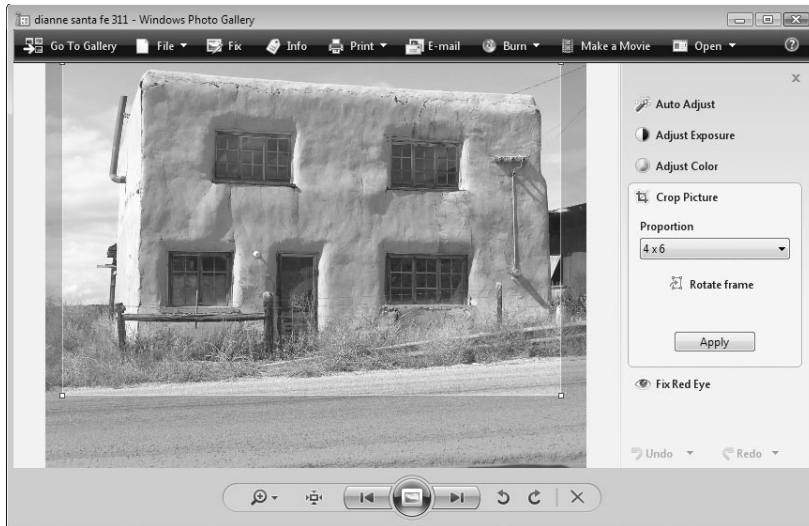 dianne santa fe 311 - Windows Photo Gallery
Go To Gallery File Fix Info Print E-mail Burn Make a Movie Open ?
Auto Adjust
Adjust Exposure
Adjust Color
Crop Picture
Proportion
4 x 6
Rotate frame
Apply
Fix Red Eye
Undo Redo